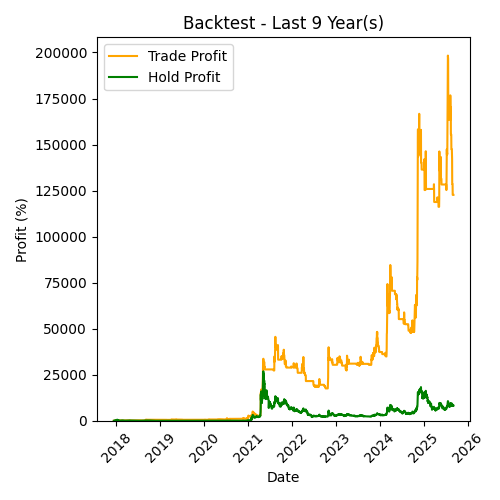 Backtest - Last 9 Year(s)
Trade Profit
Hold Profit
Profit (%)
200000
175000
150000
125000
100000
75000
50000
25000
0
2018 2019 2020 2021 2022 2023 2024 2025 2026
Date